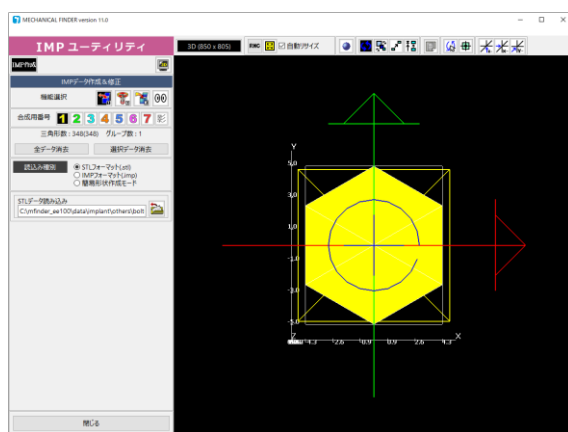 MECHANICAL FINDER version 11.0
IMP ユーティリティ
3D (850 x 805)
自動リサイズ
IMPデータ作成&修正
機能選択
合成用番号 1 2 3 4 5 6 7
三角形数 : 348(348) グループ数 : 1
全データ消去 選択データ消去
読込み種別
STLフォーマット(.stl)
IMPフォーマット(.imp)
簡易形状作成モード
STLデータ読み込み
C:\mfinder_ee100\data\implant\others\bolt
閉じる
Y
5.0
3.0
1.0
-1.0
-3.0
-5.0
Z
X
-4.3 -2.6 -0.9 0.9 2.6 4.3